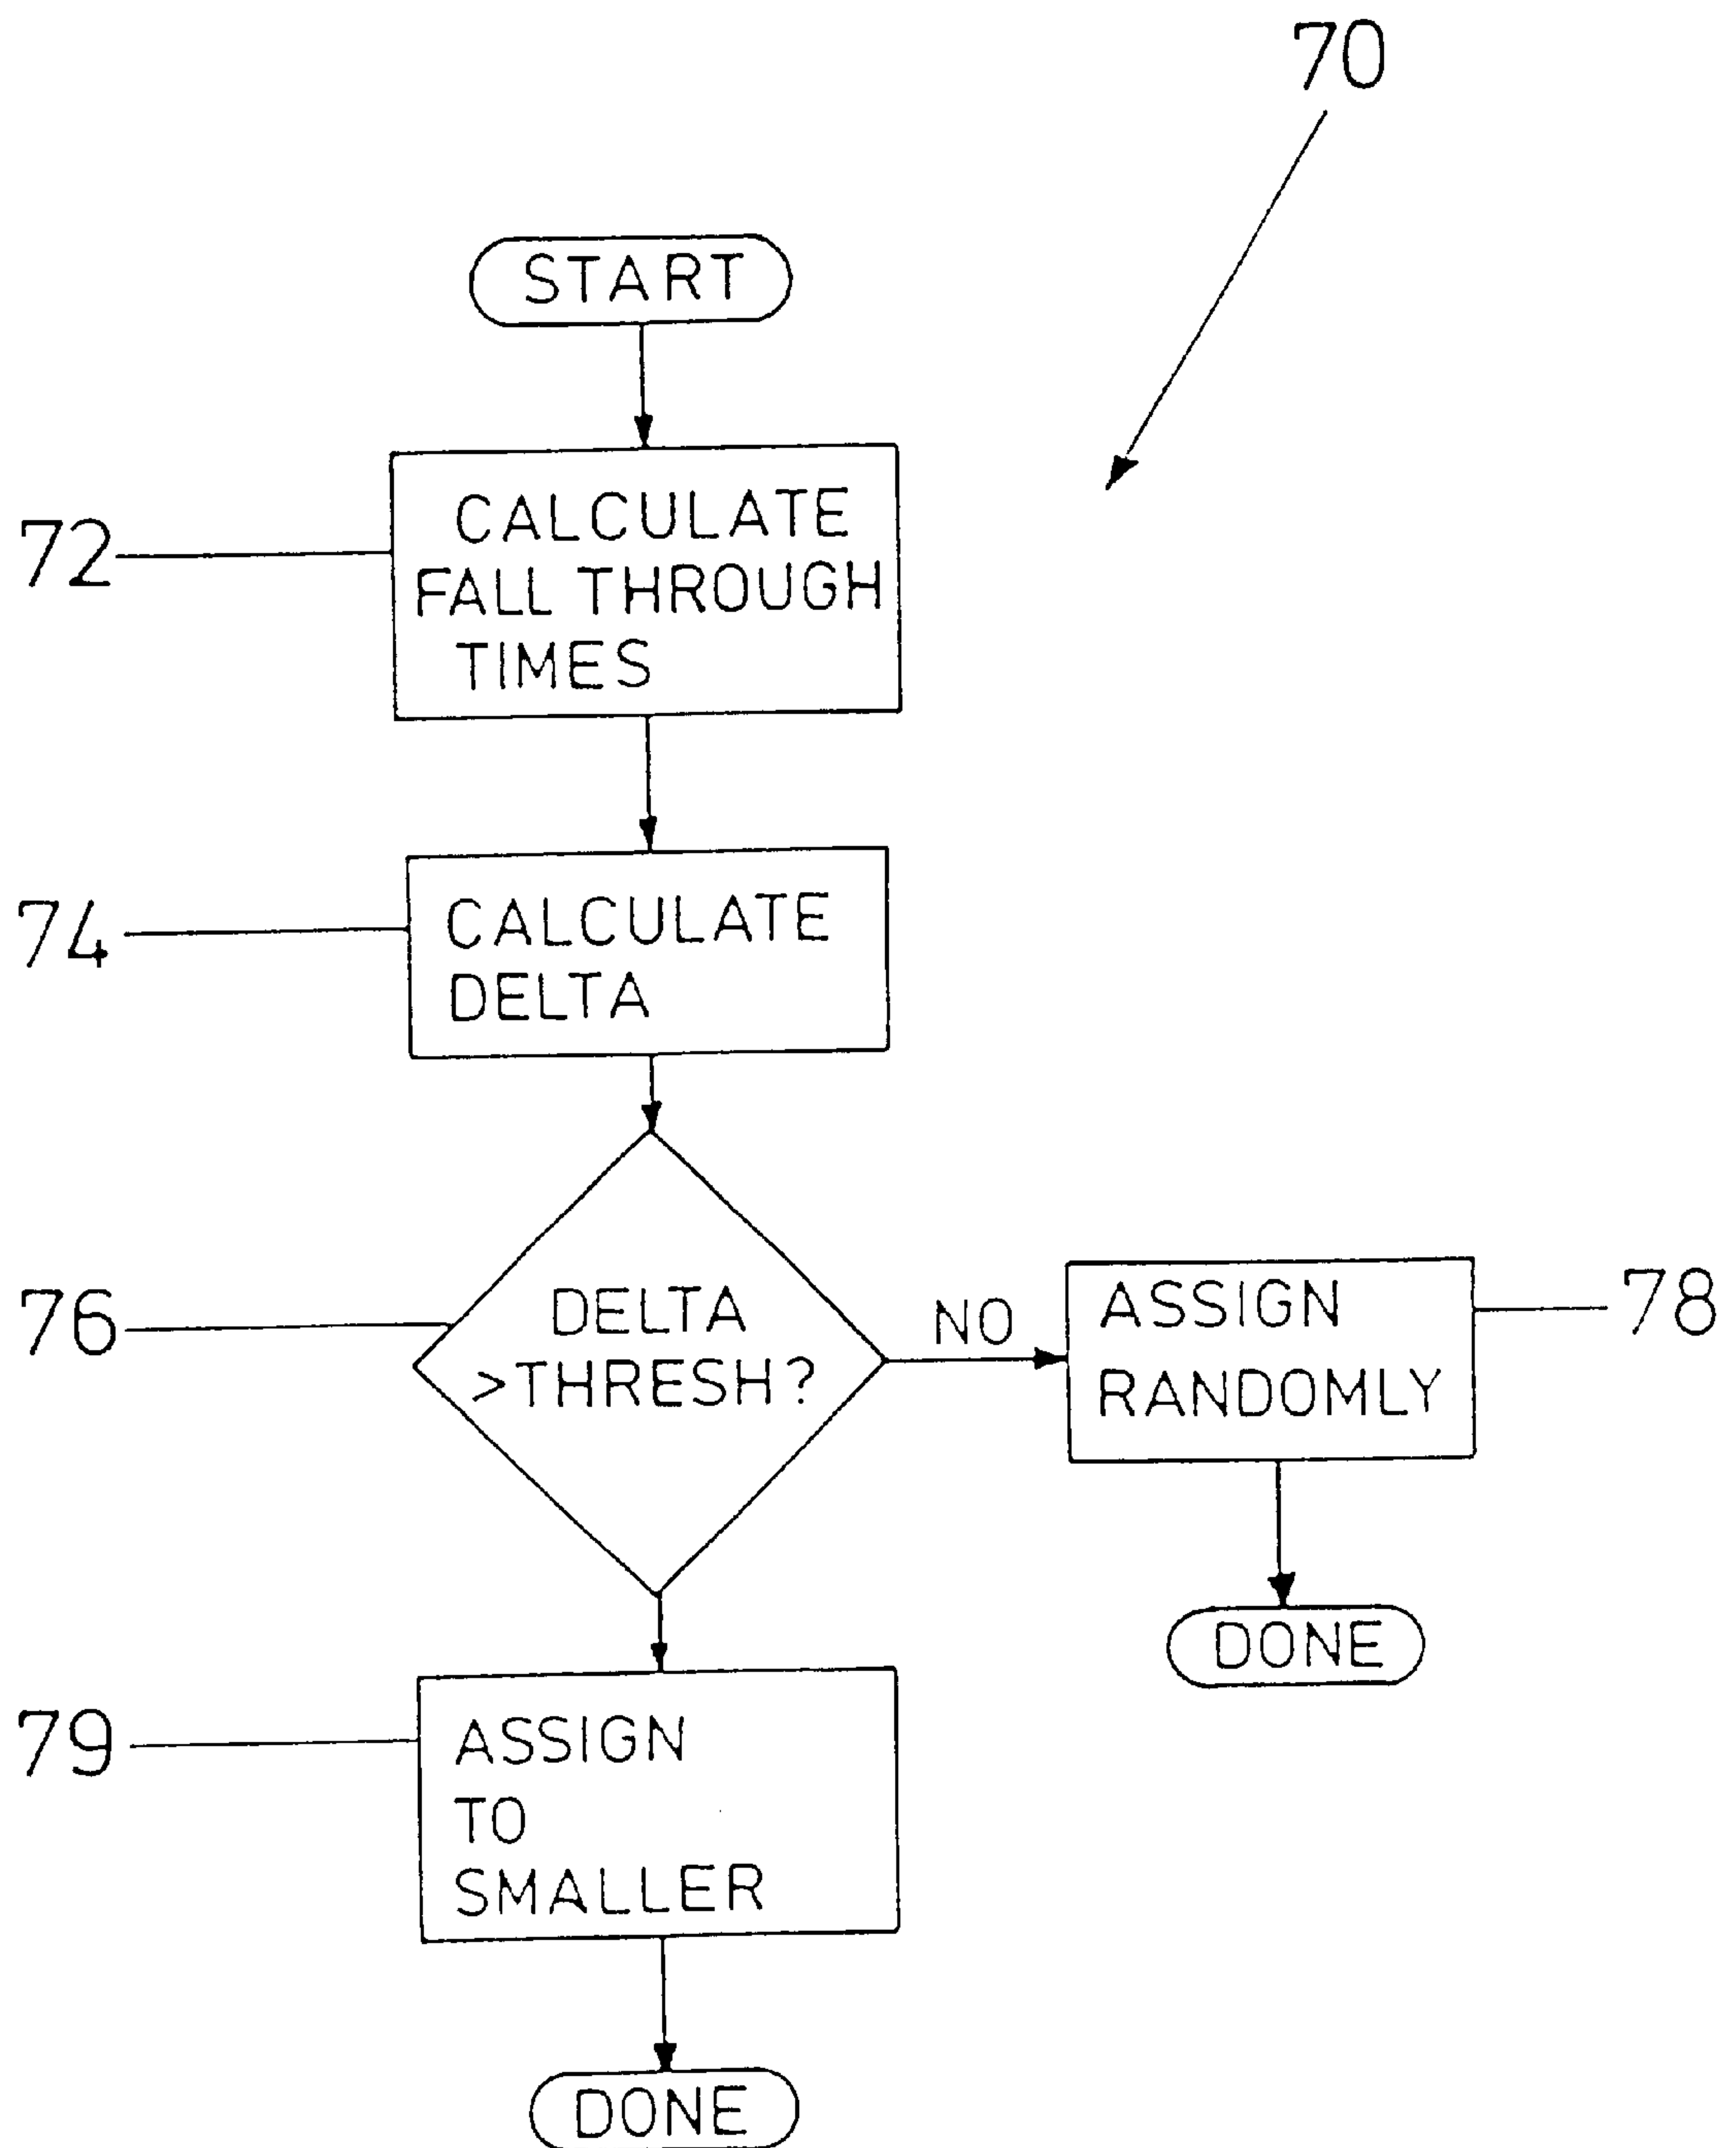 70
START
72
CALCULATE
FALL THROUGH
TIMES
74
CALCULATE
DELTA
76
DELTA
>THRESH?
NO
ASSIGN
RANDOMLY
78
DONE
79
ASSIGN
TO
SMALLER
DONE